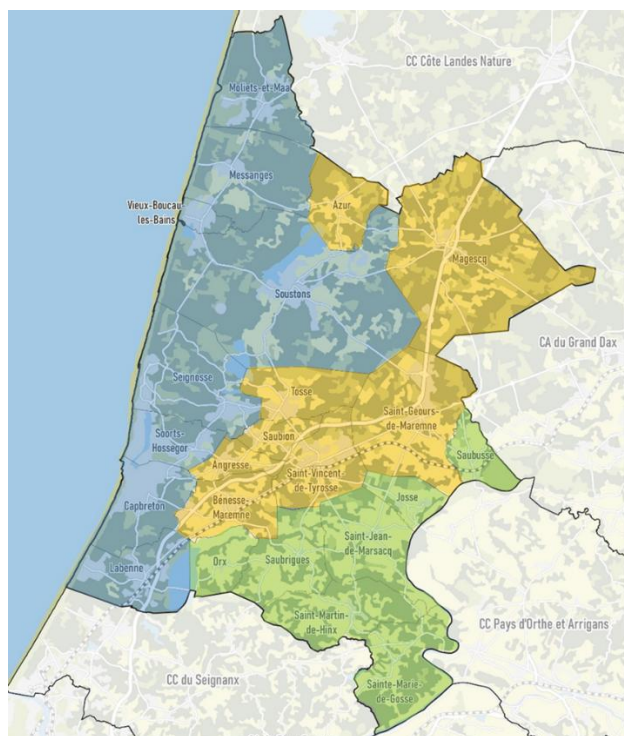 CC Côte Landes Nature
Moliets-et-Maa
Messanges
Azur
Vieux-Boucau-
les-Bains
Magescq
Soustons
CA du Grand Dax
Seignosse
Tosse
Saint-Geours-
de-Maremne
Soorts-
Hossegor
Saubion
Saubusse
Angresse
Saint-Vincent-
de-Tyrosse
Capbreton
Bénesse-
Maremne
Josse
Saint-Jean-
de-Marsacq
Labenne
Orx
Saubrigues
Saint-Martin-
de-Hinx
CC Pays d'Orthe et Arrigans
CC du Seignanx
Sainte-Marie-
de-Gosse